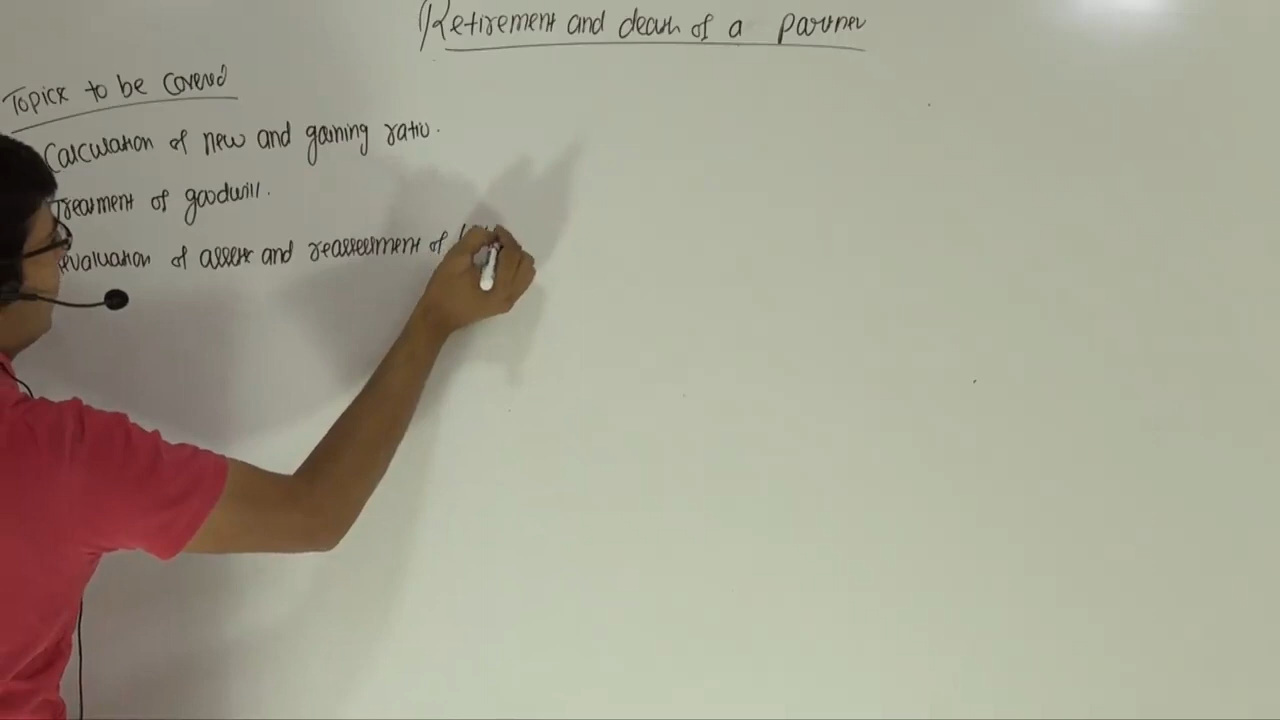 Retirement and death of a partner
Topics to be covered
Calculation of new and gaining ratio.
Treatment of goodwill.
evaluation of assets and reassessment of